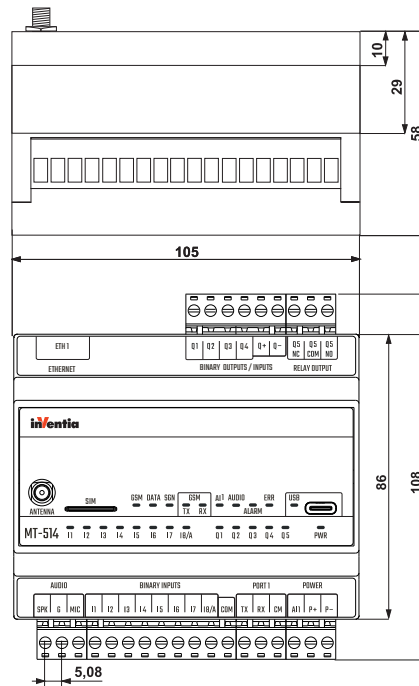 10
29
58
105
Q1 Q2 Q3 Q4 Q+ Q- Q5 NC Q5 COM Q5 NO
ETH 1
ETHERNET BINARY OUTPUTS / INPUTS RELAY OUTPUT
86
108
inventia
GSM DATA SGN GSM AI1 AUDIO ERR USB
SIM TX RX ALARM
ANTENNA
MT-514 I1 I2 I3 I4 I5 I6 I7 I8/A Q1 Q2 Q3 Q4 Q5 PWR
AUDIO BINARY INPUTS PORT 1 POWER
SPK G MIC I1 I2 I3 I4 I5 I6 I7 I8/A COM TX RX CM AI1 P+ P-
5,08